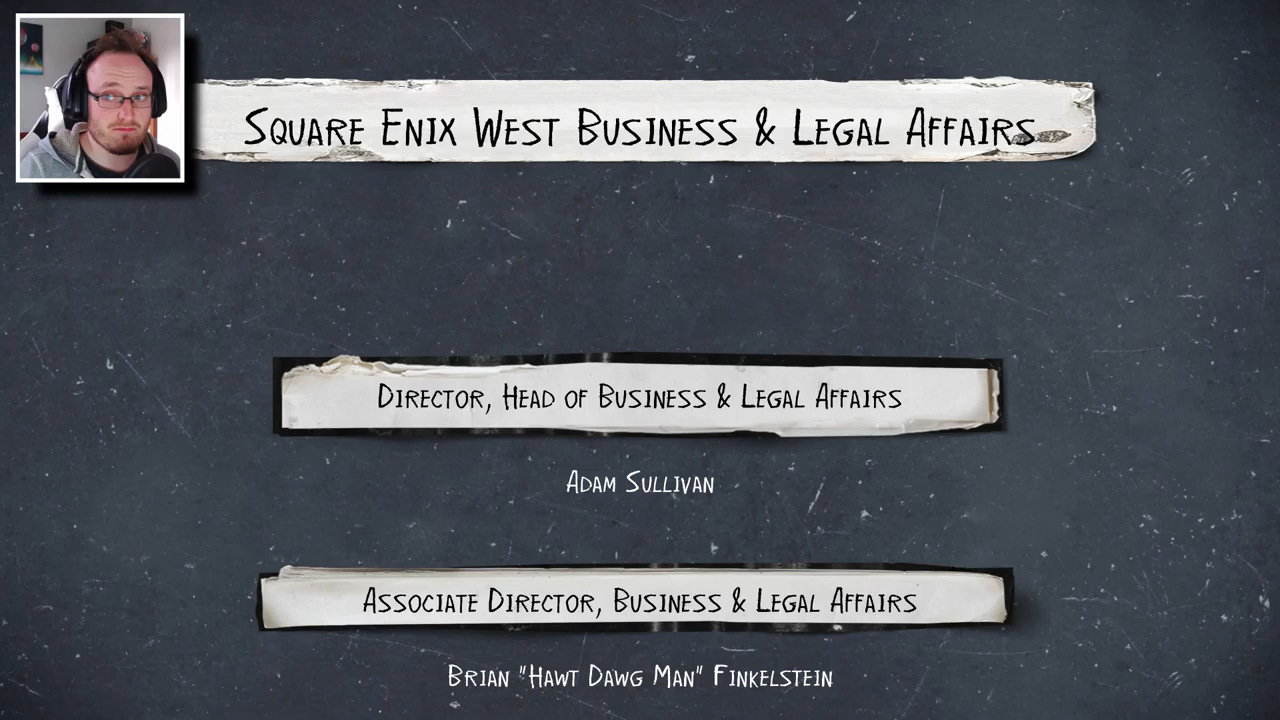 Square Enix West Business & Legal Affairs
Director, Head of Business & Legal Affairs
Adam Sullivan
Associate Director, Business & Legal Affairs
Brian "Hawt Dawg Man" Finkelstein